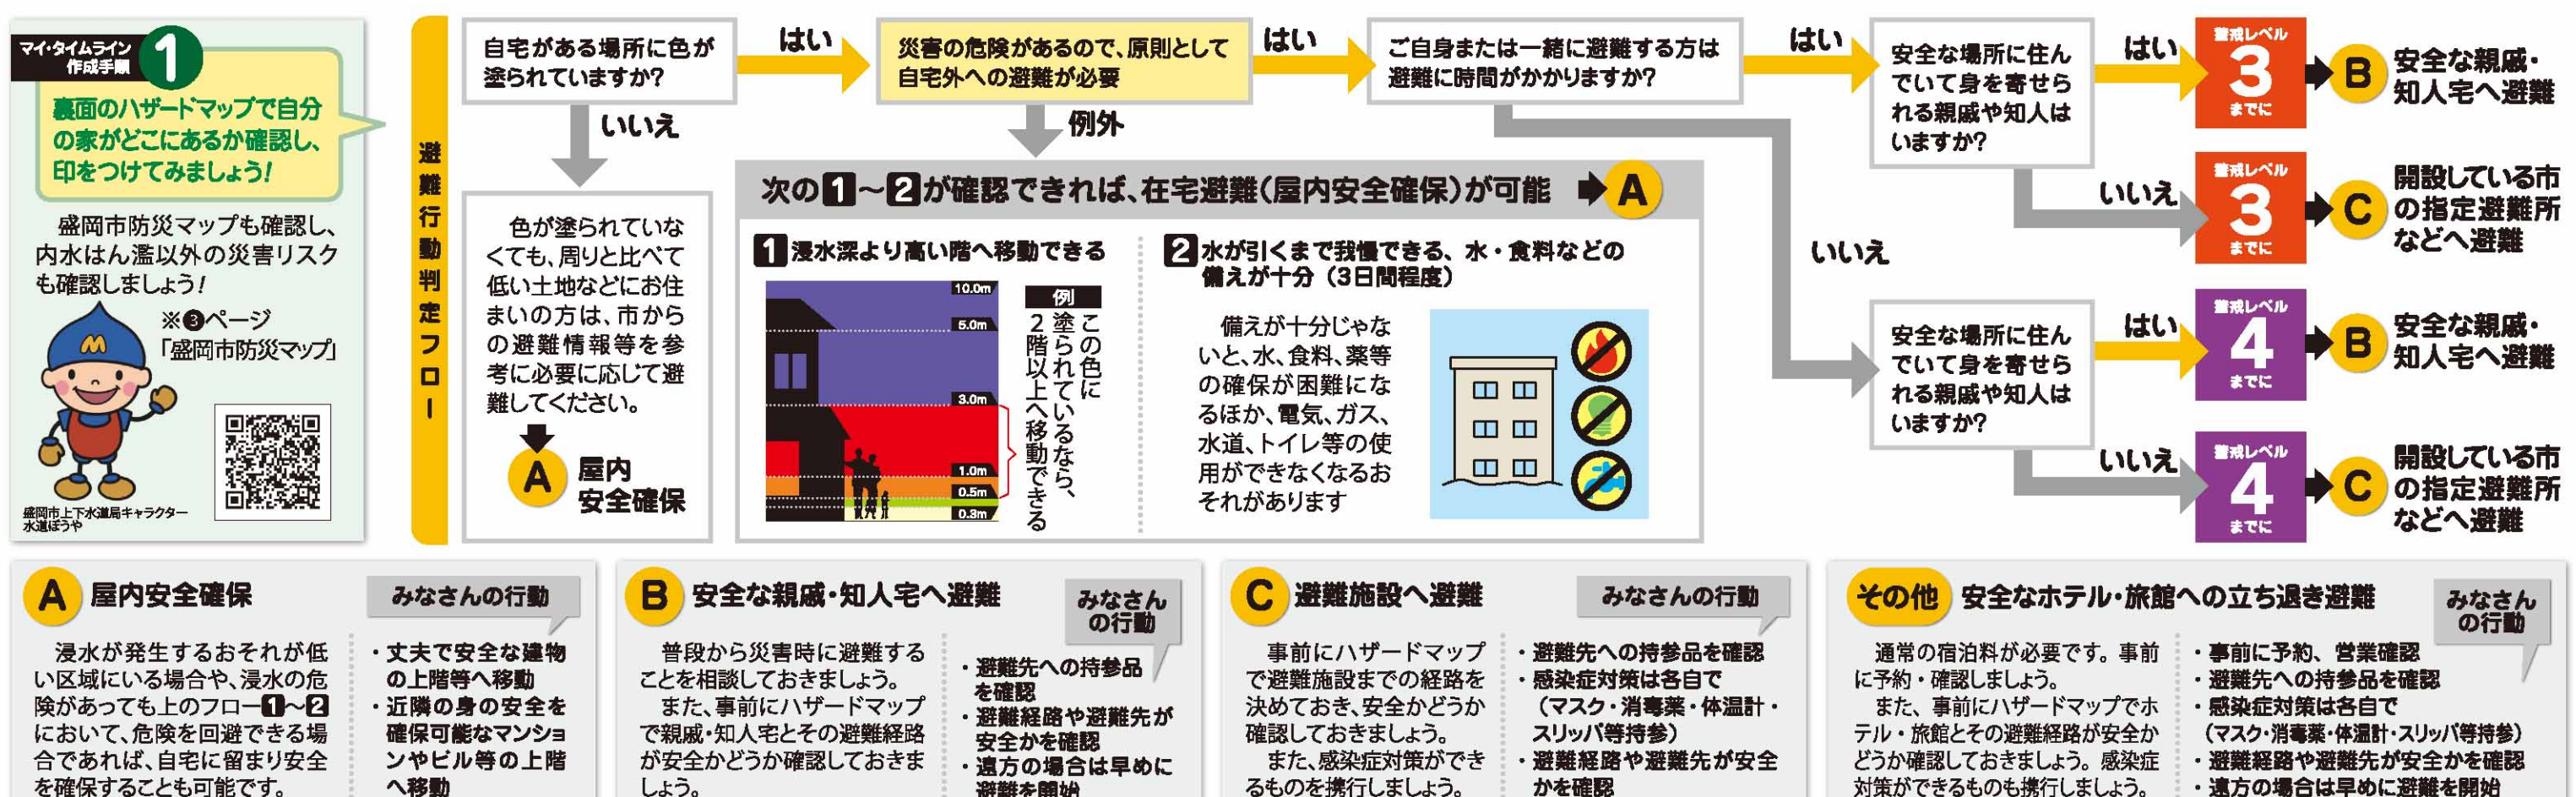 マイ・タイムライン
作成手順
1
裏面のハザードマップで自分
の家がどこにあるか確認し、
印をつけてみましょう!
盛岡市防災マップも確認し、
内水はん濫以外の災害リスク
も確認しましょう!
※❸ページ
「盛岡市防災マップ」
M
盛岡市上下水道局キャラクター
水道ぼうや
避難行動判定フロー
自宅がある場所に色が
塗られていますか?
はい
いいえ
色が塗られていな
くても、周りと比べて
低い土地などにお住
まいの方は、市から
の避難情報等を参
考に必要に応じて避
難してください。
A
屋内
安全確保
災害の危険があるので、原則として
自宅外への避難が必要
はい
例外
次の1～2が確認できれば、在宅避難(屋内安全確保)が可能
A
1 浸水深より高い階へ移動できる
10.0m
5.0m
3.0m
1.0m
0.5m
0.3m
例
この色に
塗られているなら、
2階以上へ移動できる
2 水が引くまで我慢できる、水・食料などの
備えが十分(3日間程度)
備えが十分じゃな
いと、水、食料、薬等
の確保が困難にな
るほか、電気、ガス、
水道、トイレ等の使
用ができなくなるお
それがあります
ご自身または一緒に避難する方は
避難に時間がかかりますか?
はい
いいえ
安全な場所に住ん
でいて身を寄せら
れる親戚や知人は
いますか?
はい
警戒レベル
3
までに
B
安全な親戚・
知人宅へ避難
いいえ
警戒レベル
3
までに
C
開設している市
の指定避難所
などへ避難
安全な場所に住ん
でいて身を寄せら
れる親戚や知人は
いますか?
はい
警戒レベル
4
までに
B
安全な親戚・
知人宅へ避難
いいえ
警戒レベル
4
までに
C
開設している市
の指定避難所
などへ避難
A 屋内安全確保
浸水が発生するおそれが低
い区域にいる場合や、浸水の危
険があっても上のフロー1～2
において、危険を回避できる場
合であれば、自宅に留まり安全
を確保することも可能です。
みなさんの行動
・丈夫で安全な建物
の上階等へ移動
・近隣の身の安全を
確保可能なマンショ
ンやビル等の上階
へ移動
B 安全な親戚・知人宅へ避難
普段から災害時に避難する
ことを相談しておきましょう。
また、事前にハザードマップ
で親戚・知人宅とその避難経路
が安全かどうか確認しておきま
しょう。
みなさん
の行動
・避難先への持参品
を確認
・避難経路や避難先が
安全かを確認
・遠方の場合は早めに
避難を開始
C 避難施設へ避難
事前にハザードマップ
で避難施設までの経路を
決めておき、安全かどうか
確認しておきましょう。
また、感染症対策ができ
るものを携行しましょう。
みなさんの行動
・避難先への持参品を確認
・感染症対策は各自で
(マスク・消毒薬・体温計・
スリッパ等持参)
・避難経路や避難先が安全
かを確認
その他 安全なホテル・旅館への立ち退き避難
通常の宿泊料が必要です。事前
に予約・確認しましょう。
また、事前にハザードマップでホ
テル・旅館とその避難経路が安全か
どうか確認しておきましょう。感染症
対策ができるものも携行しましょう。
みなさん
の行動
・事前に予約、営業確認
・避難先への持参品を確認
・感染症対策は各自で
(マスク・消毒薬・体温計・スリッパ等持参)
・避難経路や避難先が安全かを確認
・遠方の場合は早めに避難を開始